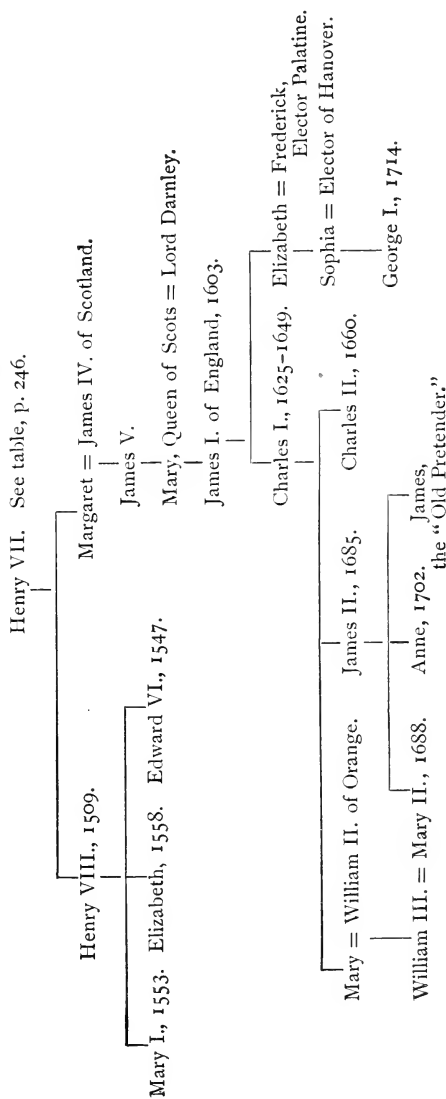 Henry VII. See table, p. 246.
Henry VIII., 1509. Margaret = James IV. of Scotland.
James V.
Mary I., 1553. Elizabeth, 1558. Edward VI., 1547. Mary, Queen of Scots = Lord Darnley.
James I. of England, 1603.
Charles I., 1625-1649. Elizabeth = Frederick,
Elector Palatine.
Mary = William II. of Orange. James II., 1685. Charles II., 1660. Sophia = Elector of Hanover.
William III. = Mary II., 1688. Anne, 1702. James,
the "Old Pretender."
George I., 1714.